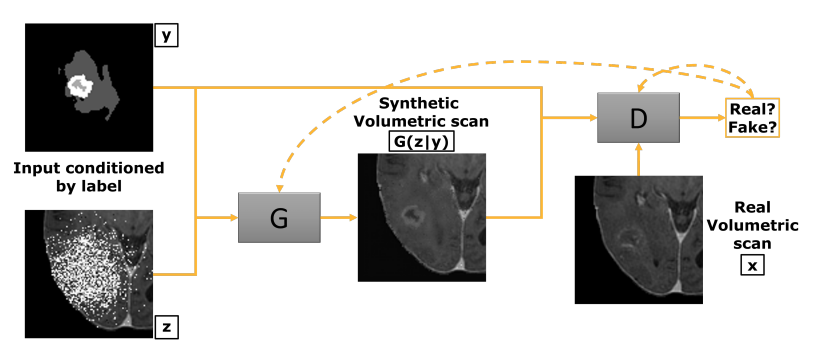 y
Input conditioned
by label
z
G
Synthetic
Volumetric scan
G(z|y)
D
Real?
Fake?
Real
Volumetric
scan
x